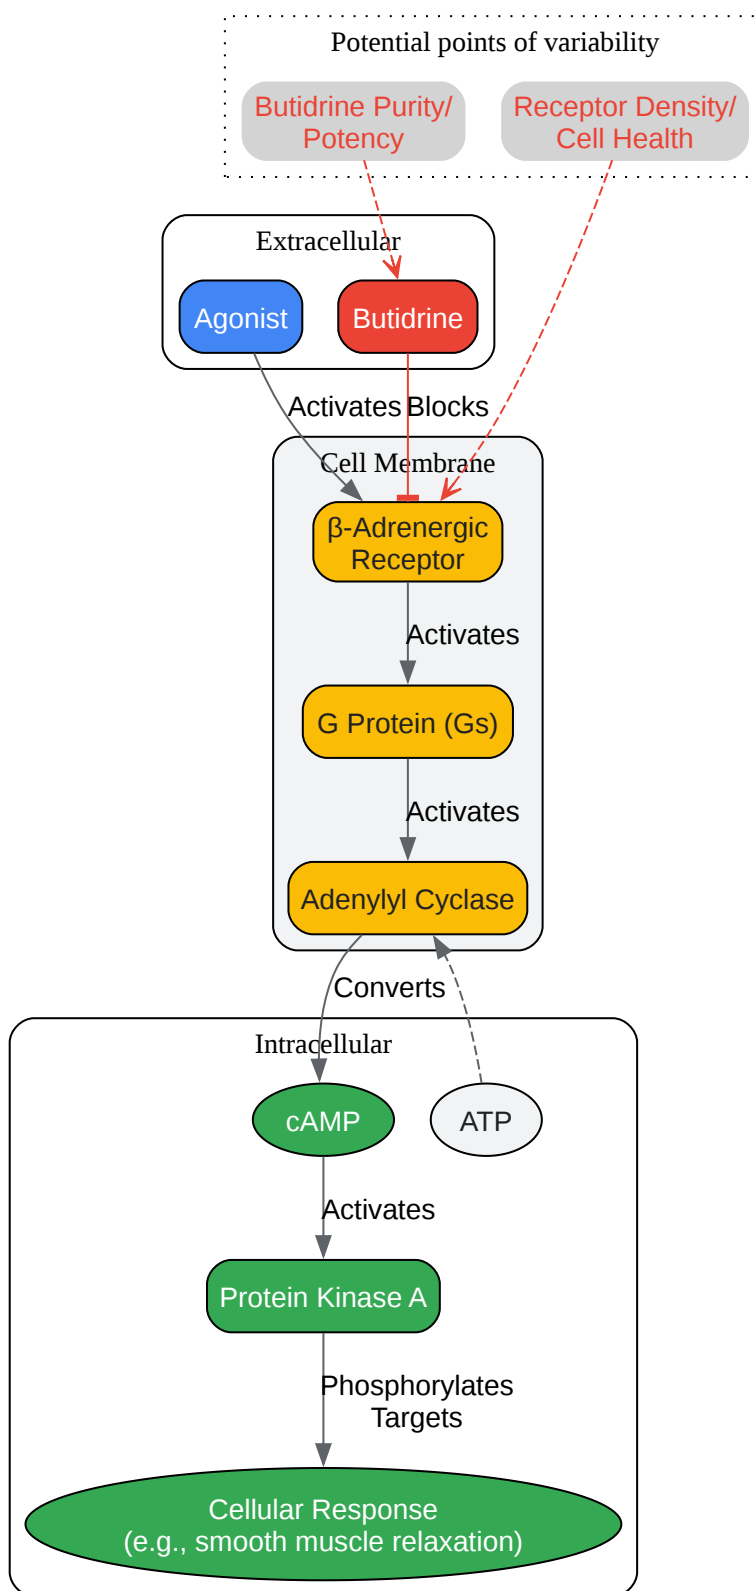 Potential points of variability
Butidrine Purity/
Potency
Receptor Density/
Cell Health
Extracellular
Agonist
Butidrine
Activates
Blocks
Cell Membrane
β-Adrenergic
Receptor
Activates
G Protein (Gs)
Activates
Adenylyl Cyclase
Converts
Intracellular
cAMP
ATP
Activates
Protein Kinase A
Phosphorylates
Targets
Cellular Response
(e.g., smooth muscle relaxation)